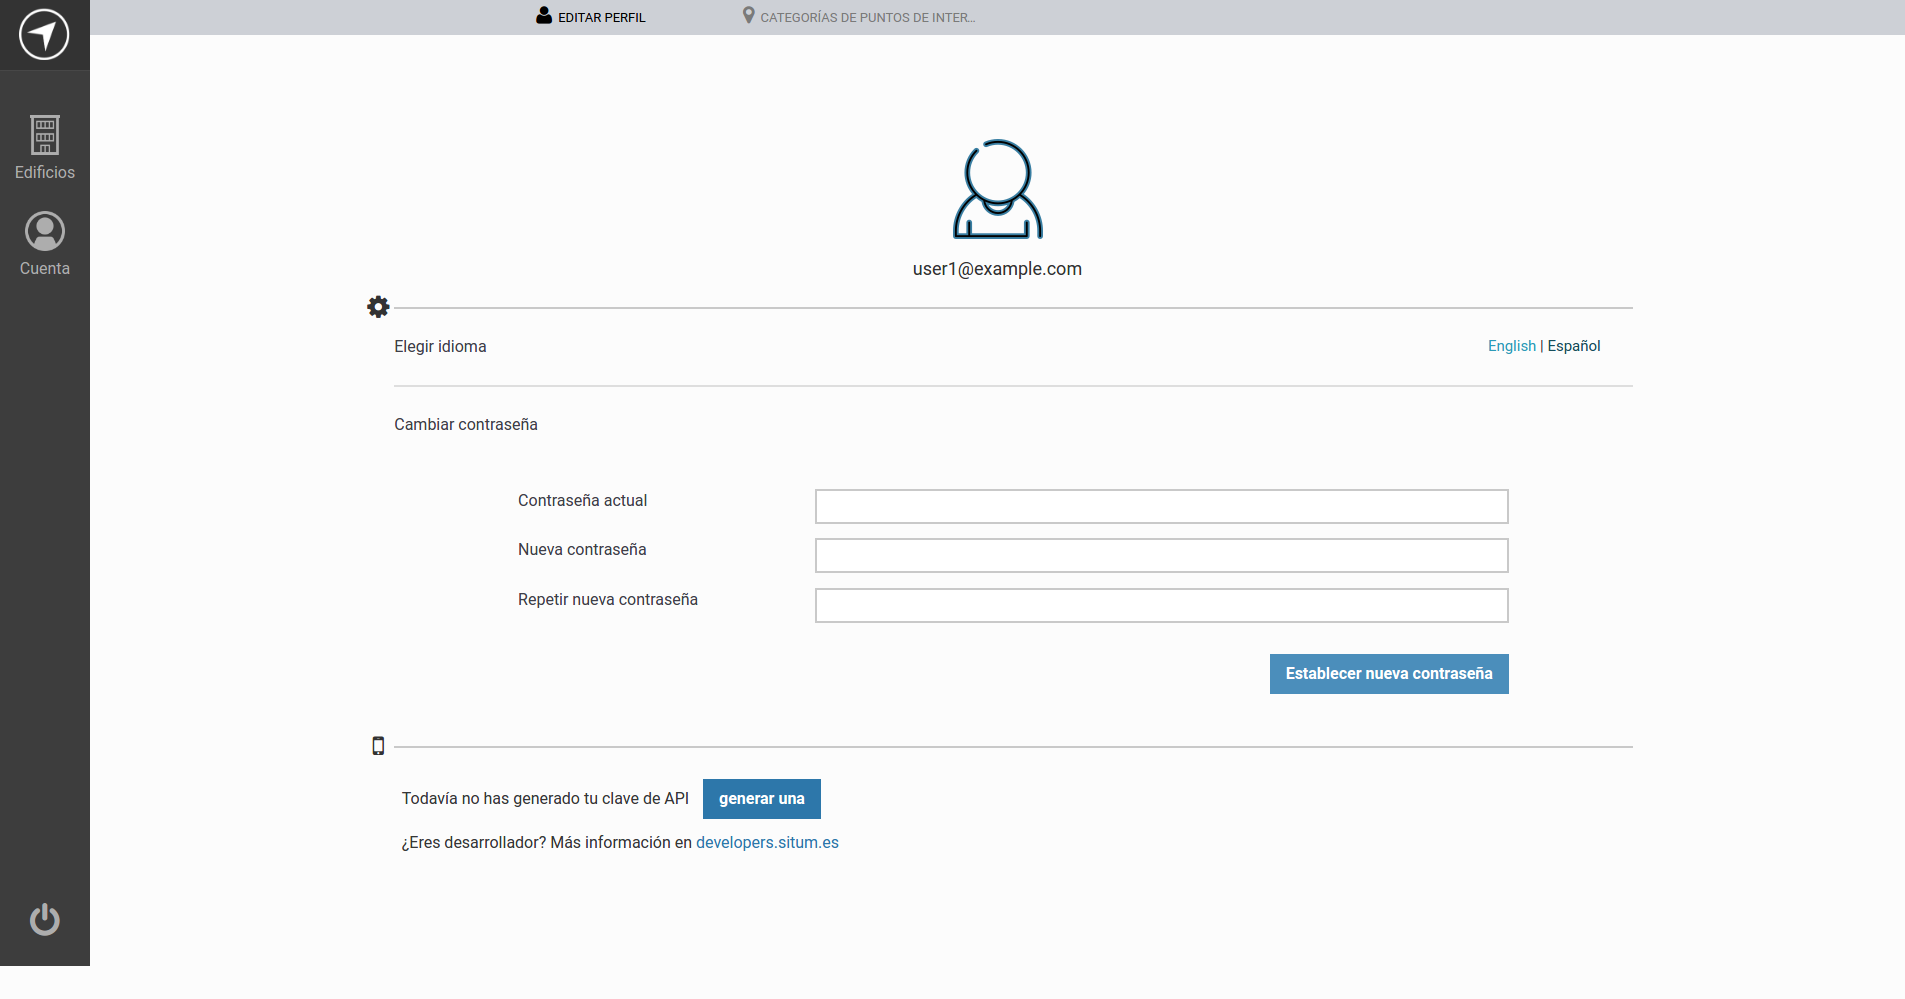 EDITAR PERFIL
CATEGORÍAS DE PUNTOS DE INTER...
Edificios
Cuenta
user1@example.com
Elegir idioma
English | Español
Cambiar contraseña
Contraseña actual
Nueva contraseña
Repetir nueva contraseña
Establecer nueva contraseña
Todavía no has generado tu clave de API generar una
¿Eres desarrollador? Más información en developers.situm.es